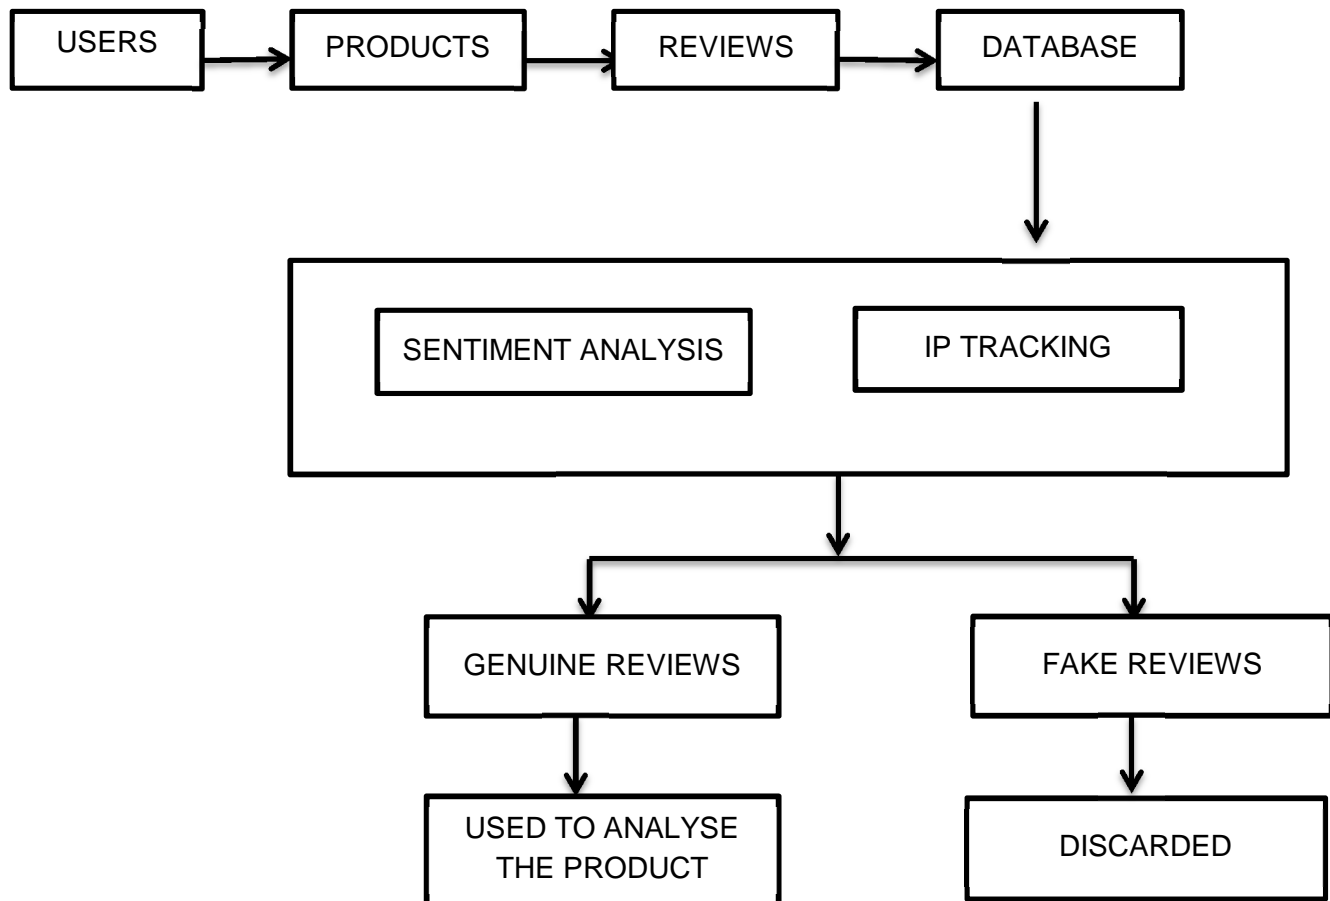 USERS
PRODUCTS
REVIEWS
DATABASE
SENTIMENT ANALYSIS
IP TRACKING
GENUINE REVIEWS
FAKE REVIEWS
USED TO ANALYSE
THE PRODUCT
DISCARDED